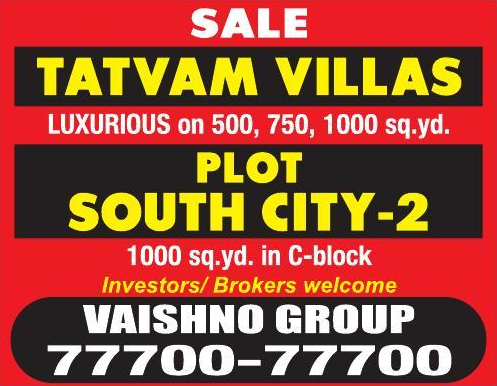 SALE
TATVAM VILLAS
LUXURIOUS on 500, 750, 1000 sq.yd.
PLOT
SOUTH CITY-2
1000 sq.yd. in C-block
Investors/ Brokers welcome
VAISHNO GROUP
77700-77700